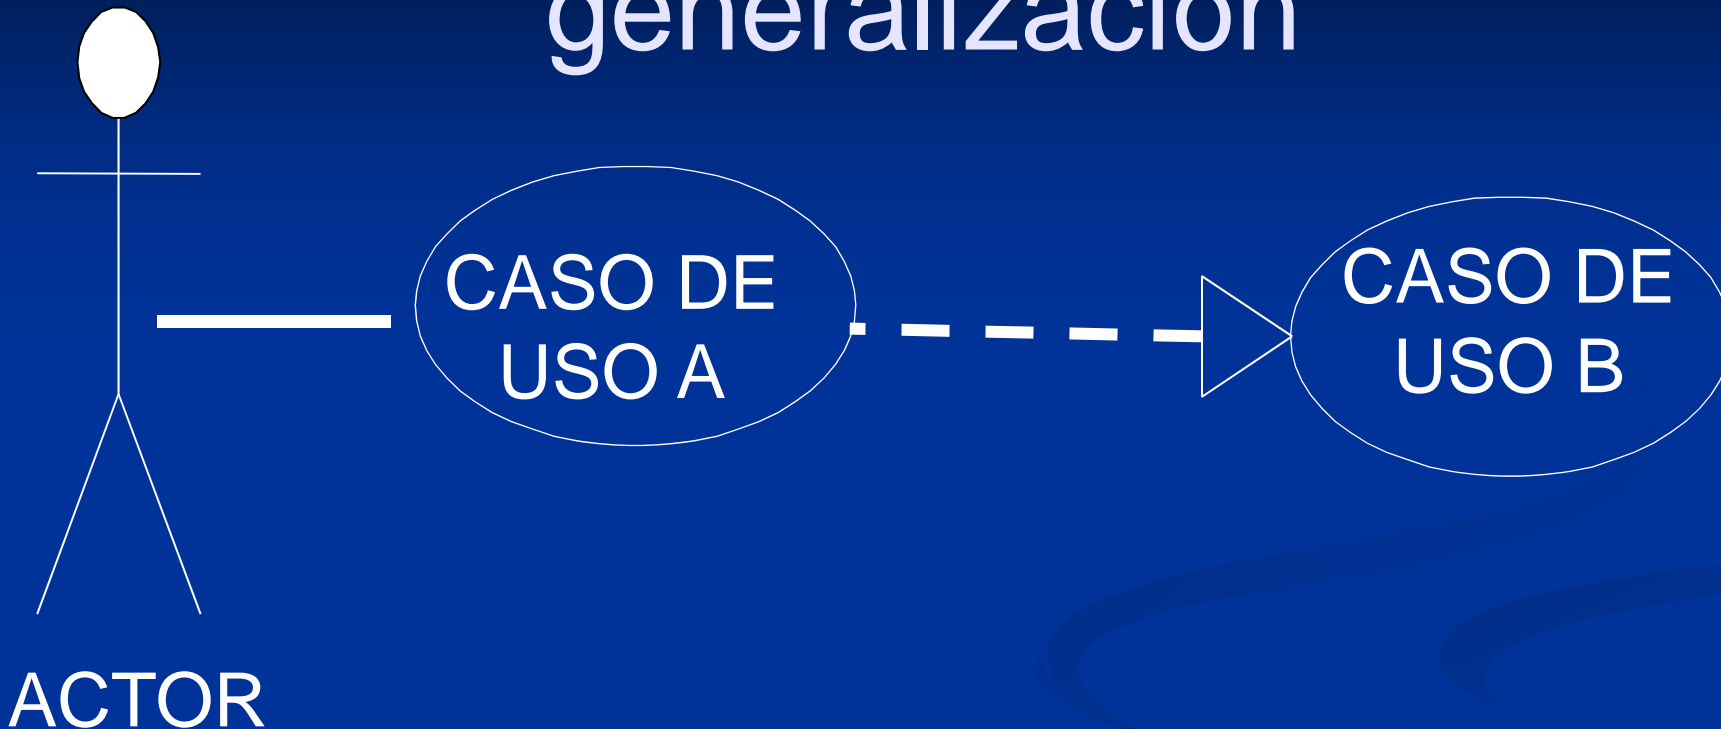 generalización
CASO DE
USO A
CASO DE
USO B
ACTOR